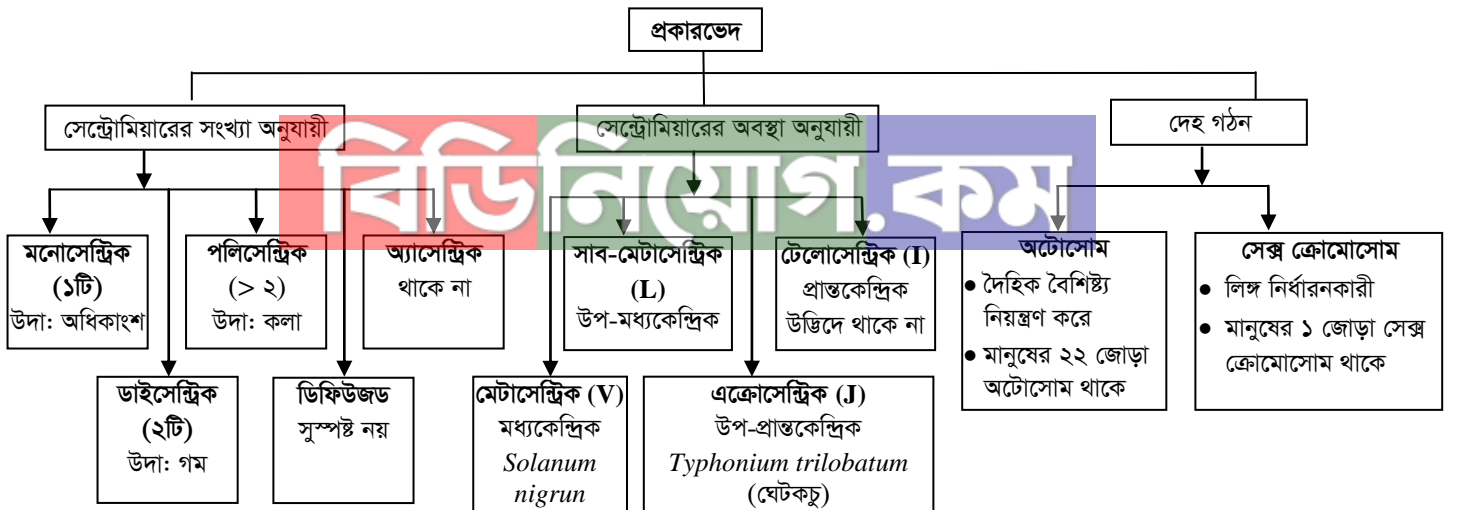 প্রকারভেদ
সেন্ট্রোমিয়ারের সংখ্যা অনুযায়ী
সেন্ট্রোমিয়ারের অবস্থা অনুযায়ী
দেহ গঠন
বিডিনিয়োগ.কম
মনোসেন্ট্রিক
(১টি)
উদা: অধিকাংশ
পলিসেন্ট্রিক
(> ২)
উদা: কলা
অ্যাসেন্ট্রিক
থাকে না
সাব-মেটাসেন্ট্রিক
(L)
উপ-মধ্যকেন্দ্রিক
টেলোসেন্ট্রিক (I)
প্রান্তকেন্দ্রিক
উদ্ভিদে থাকে না
অটোসোম
● দৈহিক বৈশিষ্ট্য
নিয়ন্ত্রণ করে
● মানুষের ২২ জোড়া
অটোসোম থাকে
সেক্স ক্রোমোসোম
● লিঙ্গ নির্ধারনকারী
● মানুষের ১ জোড়া সেক্স
ক্রোমোসোম থাকে
ডাইসেন্ট্রিক
(২টি)
উদা: গম
ডিফিউজড
সুস্পষ্ট নয়
মেটাসেন্ট্রিক (V)
মধ্যকেন্দ্রিক
Solanum
nigrun
এক্রোসেন্ট্রিক (J)
উপ-প্রান্তকেন্দ্রিক
Typhonium trilobatum
(ঘেটকচু)